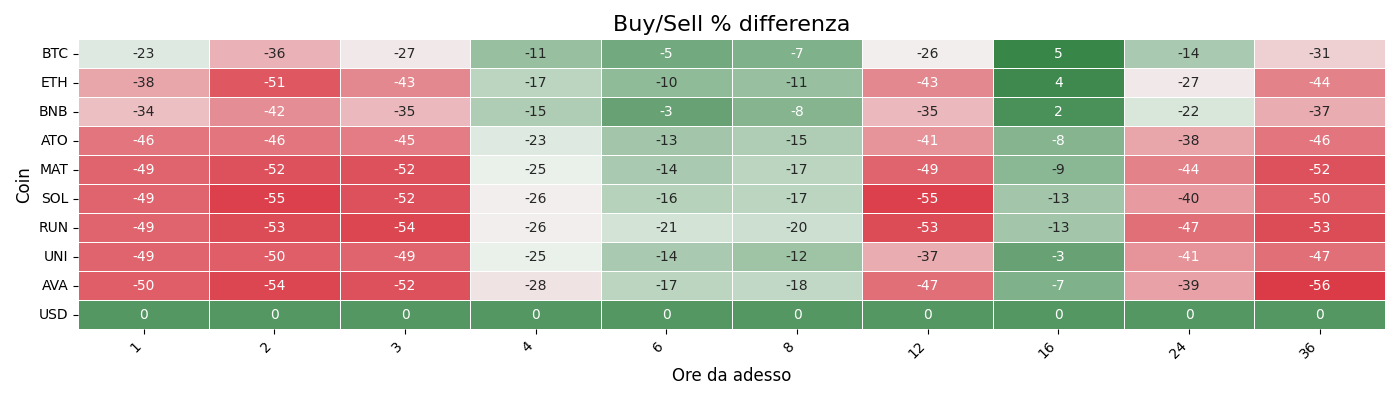 Buy/Sell % differenza
BTC -23 -36 -27 -11 -5 -7 -26 5 -14 -31
ETH -38 -51 -43 -17 -10 -11 -43 4 -27 -44
BNB -34 -42 -35 -15 -3 -8 -35 2 -22 -37
ATO -46 -46 -45 -23 -13 -15 -41 -8 -38 -46
MAT -49 -52 -52 -25 -14 -17 -49 -9 -44 -52
SOL -49 -55 -52 -26 -16 -17 -55 -13 -40 -50
RUN -49 -53 -54 -26 -21 -20 -53 -13 -47 -53
UNI -49 -50 -49 -25 -14 -12 -37 -3 -41 -47
AVA -50 -54 -52 -28 -17 -18 -47 -7 -39 -56
USD 0 0 0 0 0 0 0 0 0 0
Coin
1 2 3 4 6 8 12 16 24 36
Ore da adesso